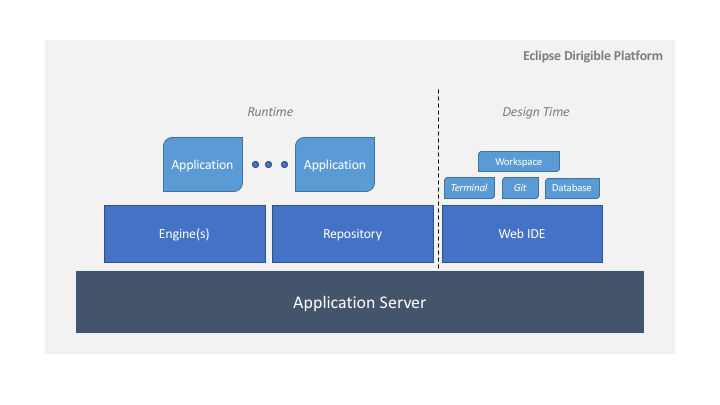 Eclipse Dirigible Platform
Runtime
Design Time
Application
Application
Workspace
Terminal
Git
Database
Engine(s)
Repository
Web IDE
Application Server